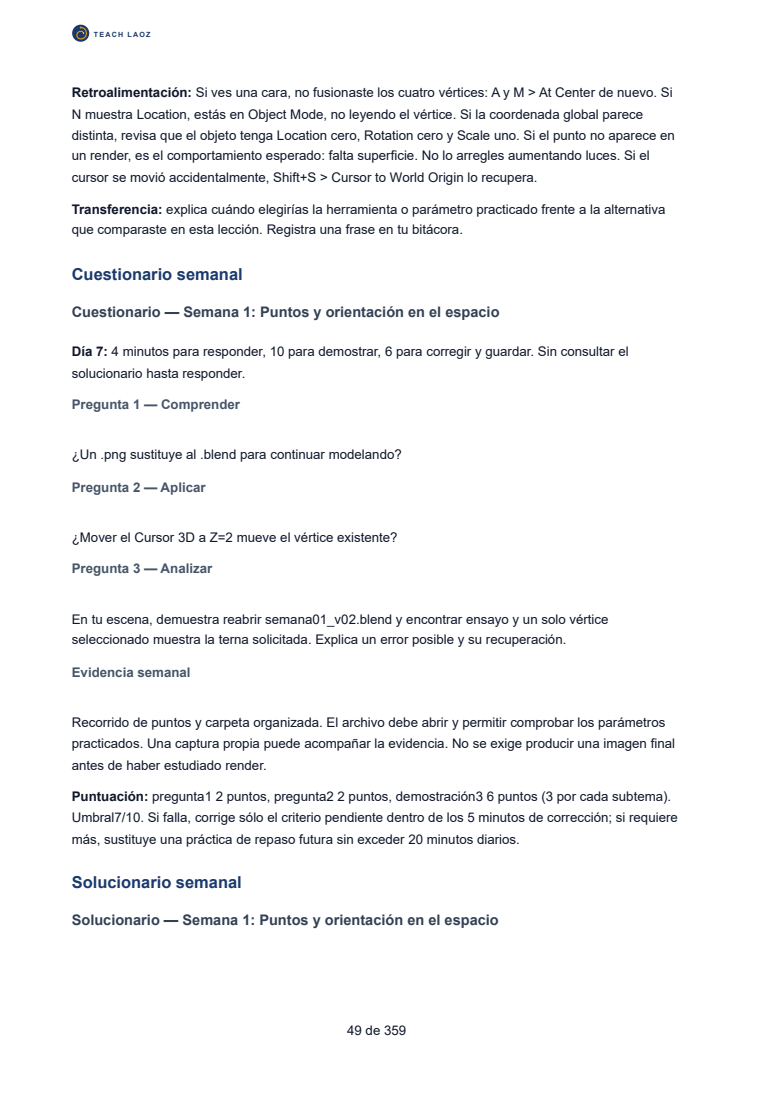 TEACH LAOZ
Retroalimentación: Si ves una cara, no fusionaste los cuatro vértices: A y M > At Center de nuevo. Si
N muestra Location, estás en Object Mode, no leyendo el vértice. Si la coordenada global parece
distinta, revisa que el objeto tenga Location cero, Rotation cero y Scale uno. Si el punto no aparece en
un render, es el comportamiento esperado: falta superficie. No lo arregles aumentando luces. Si el
cursor se movió accidentalmente, Shift+S > Cursor to World Origin lo recupera.
Transferencia: explica cuándo elegirías la herramienta o parámetro practicado frente a la alternativa
que comparaste en esta lección. Registra una frase en tu bitácora.
Cuestionario semanal
Cuestionario — Semana 1: Puntos y orientación en el espacio
Día 7: 4 minutos para responder, 10 para demostrar, 6 para corregir y guardar. Sin consultar el
solucionario hasta responder.
Pregunta 1 — Comprender
¿Un .png sustituye al .blend para continuar modelando?
Pregunta 2 — Aplicar
¿Mover el Cursor 3D a Z=2 mueve el vértice existente?
Pregunta 3 — Analizar
En tu escena, demuestra reabrir semana01_v02.blend y encontrar ensayo y un solo vértice
seleccionado muestra la terna solicitada. Explica un error posible y su recuperación.
Evidencia semanal
Recorrido de puntos y carpeta organizada. El archivo debe abrir y permitir comprobar los parámetros
practicados. Una captura propia puede acompañar la evidencia. No se exige producir una imagen final
antes de haber estudiado render.
Puntuación: pregunta1 2 puntos, pregunta2 2 puntos, demostración3 6 puntos (3 por cada subtema).
Umbral7/10. Si falla, corrige sólo el criterio pendiente dentro de los 5 minutos de corrección; si requiere
más, sustituye una práctica de repaso futura sin exceder 20 minutos diarios.
Solucionario semanal
Solucionario — Semana 1: Puntos y orientación en el espacio
49 de 359